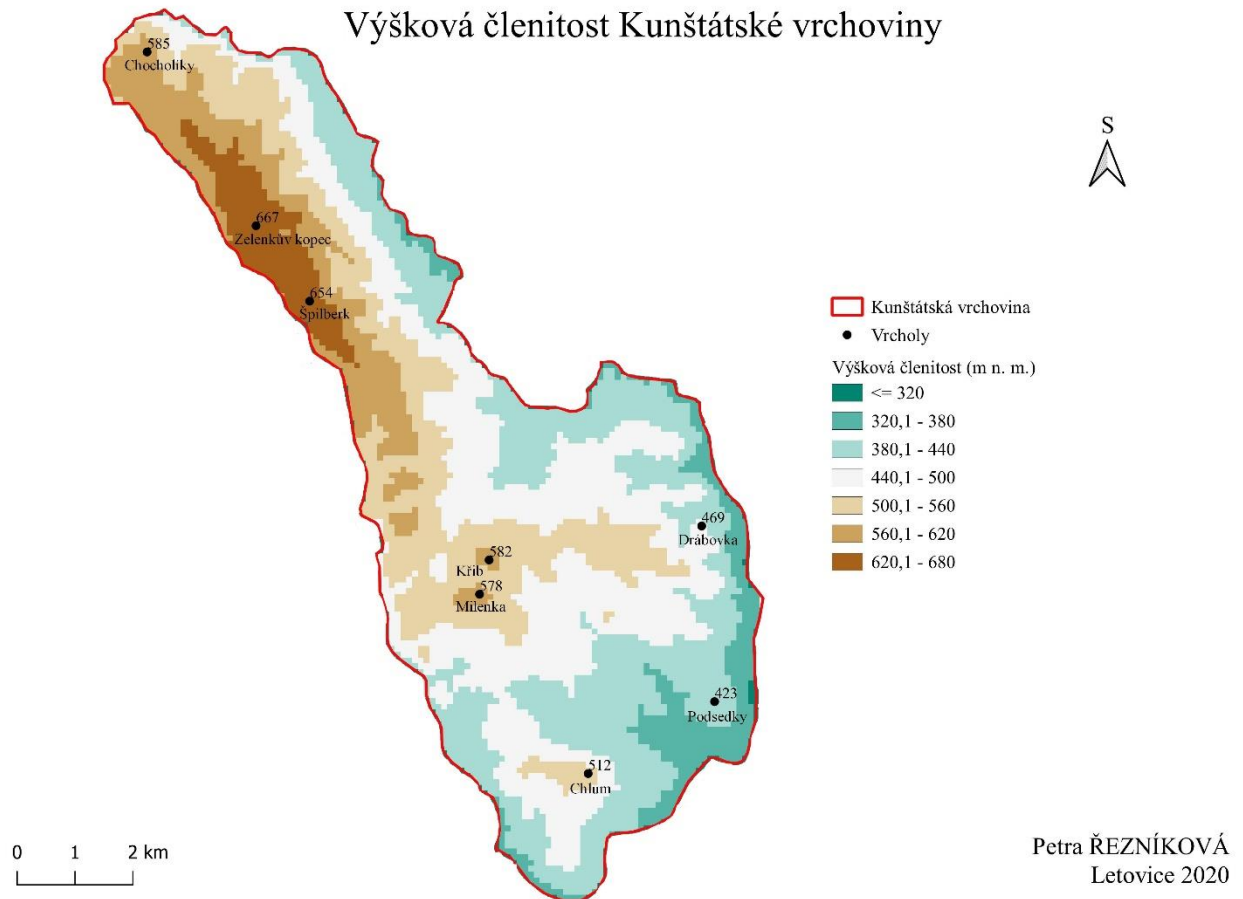 Výšková členitost Kunštátské vrchoviny
585
Chocholíky
S
667
Zelenkův kopec
654
Špilberk
Kunštátská vrchovina
Vrcholy
Výšková členitost (m n. m.)
<= 320
320,1 - 380
380,1 - 440
440,1 - 500
500,1 - 560
560,1 - 620
620,1 - 680
469
Drábovka
582
Křib
578
Milenka
423
Podsedky
512
Chlum
0 1 2 km
Petra ŘEZNÍKOVÁ
Letovice 2020